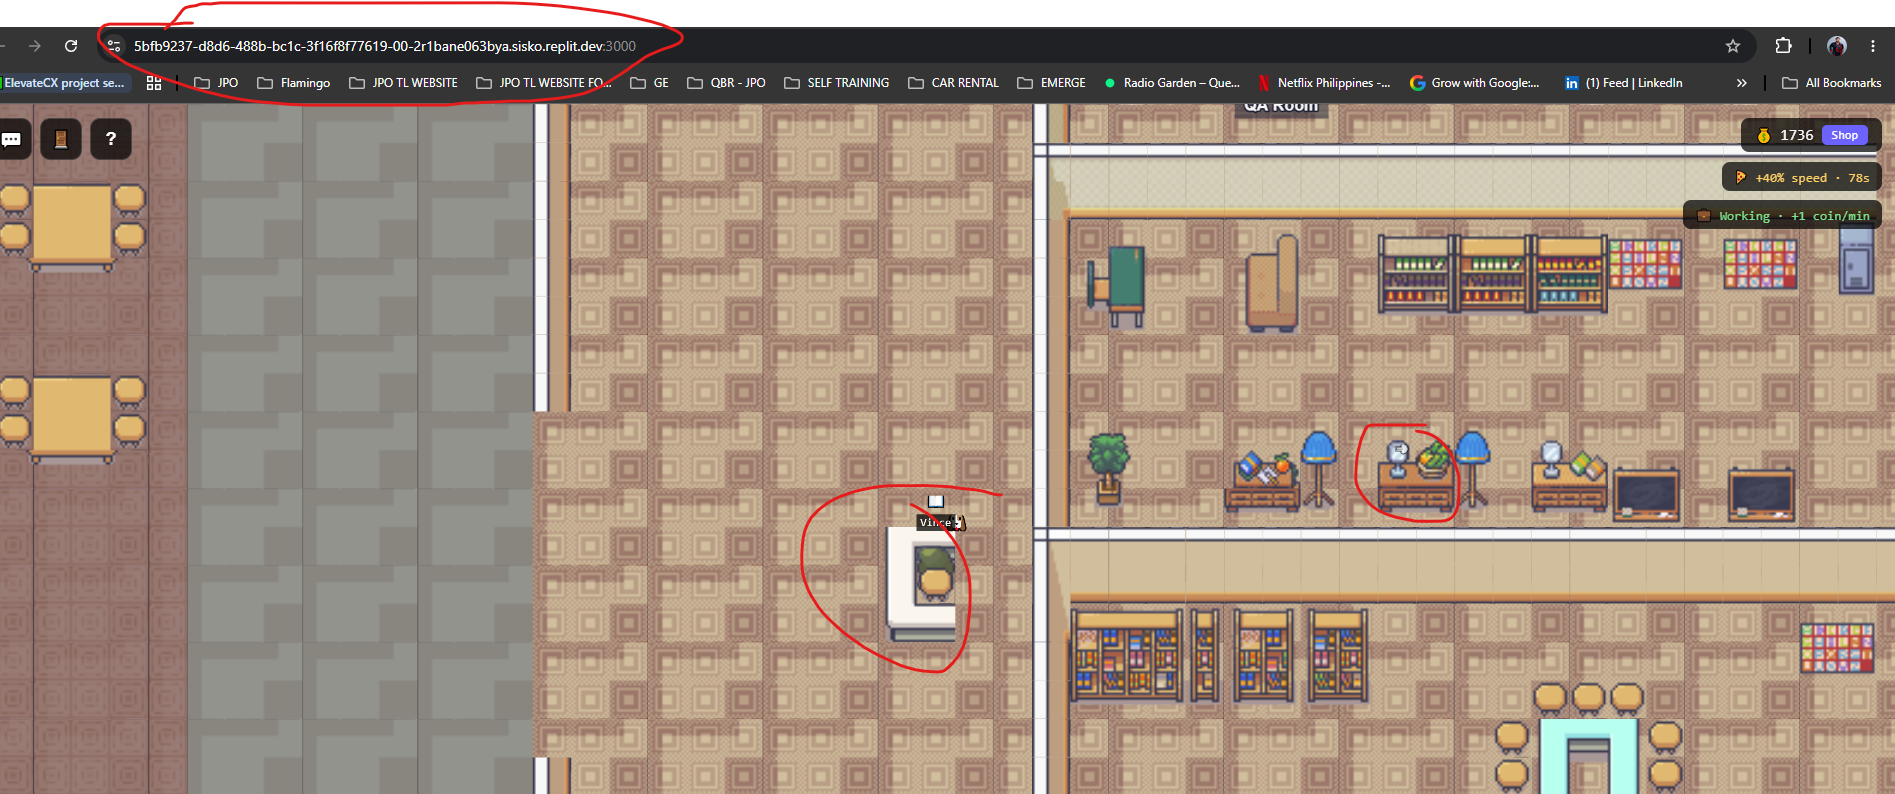 5bfb9237-d8d6-488b-bc1c-3f16f8f77619-00-2r1bane063bya.sisko.replit.dev:3000
ElevateCX project se... JPO Flamingo JPO TL WEBSITE JPO TL WEBSITE FO... GE QBR - JPO SELF TRAINING CAR RENTAL EMERGE Radio Garden – Que... Netflix Philippines -... Grow with Google:... (1) Feed | LinkedIn » All Bookmarks
QA Room
?
1736 Shop
+40% speed · 78s
Working · +1 coin/min
Vince